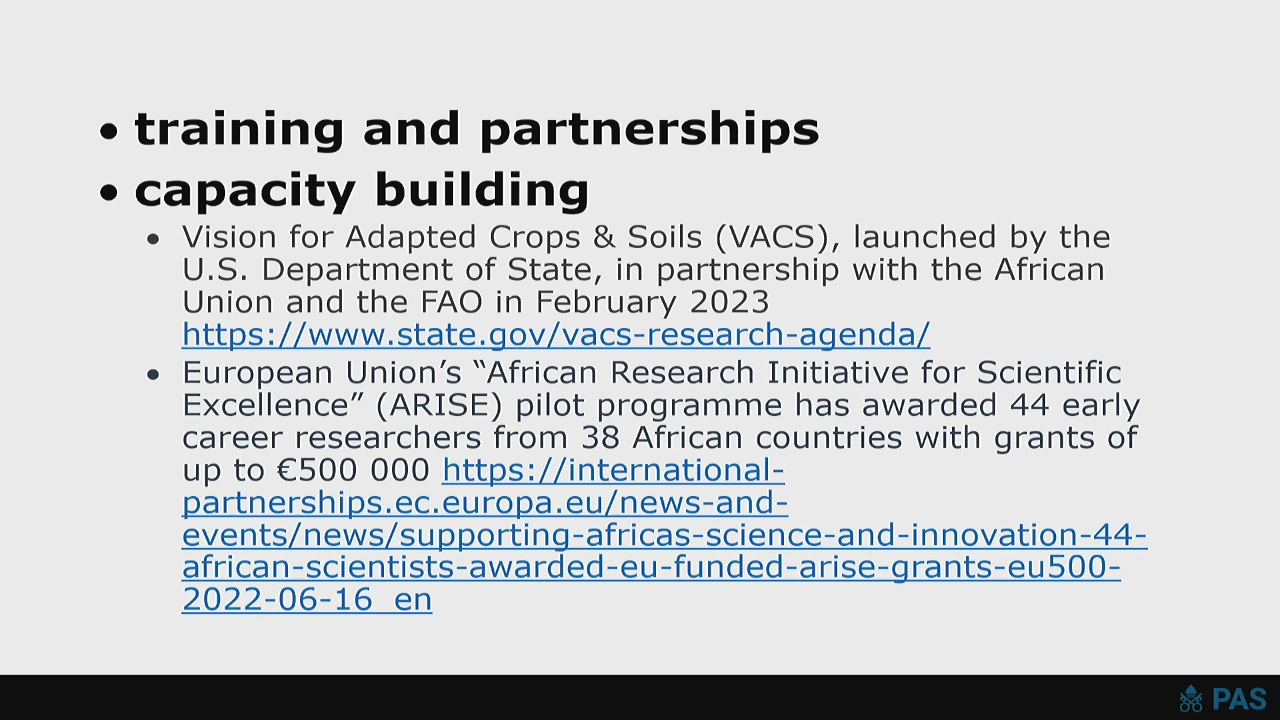 • training and partnerships
• capacity building
• Vision for Adapted Crops & Soils (VACS), launched by the
U.S. Department of State, in partnership with the African
Union and the FAO in February 2023
https://www.state.gov/vacs-research-agenda/
• European Union’s “African Research Initiative for Scientific
Excellence” (ARISE) pilot programme has awarded 44 early
career researchers from 38 African countries with grants of
up to €500 000 https://international-
partnerships.ec.europa.eu/news-and-
events/news/supporting-africas-science-and-innovation-44-
african-scientists-awarded-eu-funded-arise-grants-eu500-
2022-06-16_en
PAS